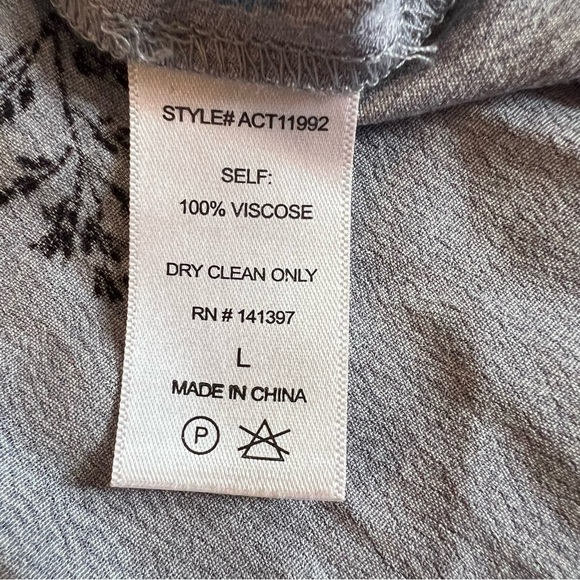 STYLE# ACT11992
SELF:
100% VISCOSE
DRY CLEAN ONLY
RN # 141397
L
MADE IN CHINA
P